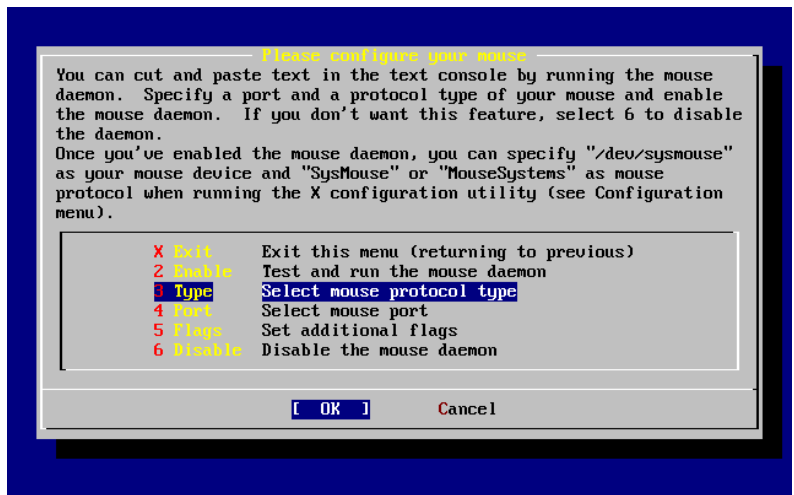 Please configure your mouse
You can cut and paste text in the text console by running the mouse
daemon.  Specify a port and a protocol type of your mouse and enable
the mouse daemon.  If you don't want this feature, select 6 to disable
the daemon.
Once you've enabled the mouse daemon, you can specify "/dev/sysmouse"
as your mouse device and "SysMouse" or "MouseSystems" as mouse
protocol when running the X configuration utility (see Configuration
menu).
X Exit     Exit this menu (returning to previous)
2 Enable   Test and run the mouse daemon
3 Type     Select mouse protocol type
4 Port     Select mouse port
5 Flags    Set additional flags
6 Disable  Disable the mouse daemon
[  OK  ]       Cancel